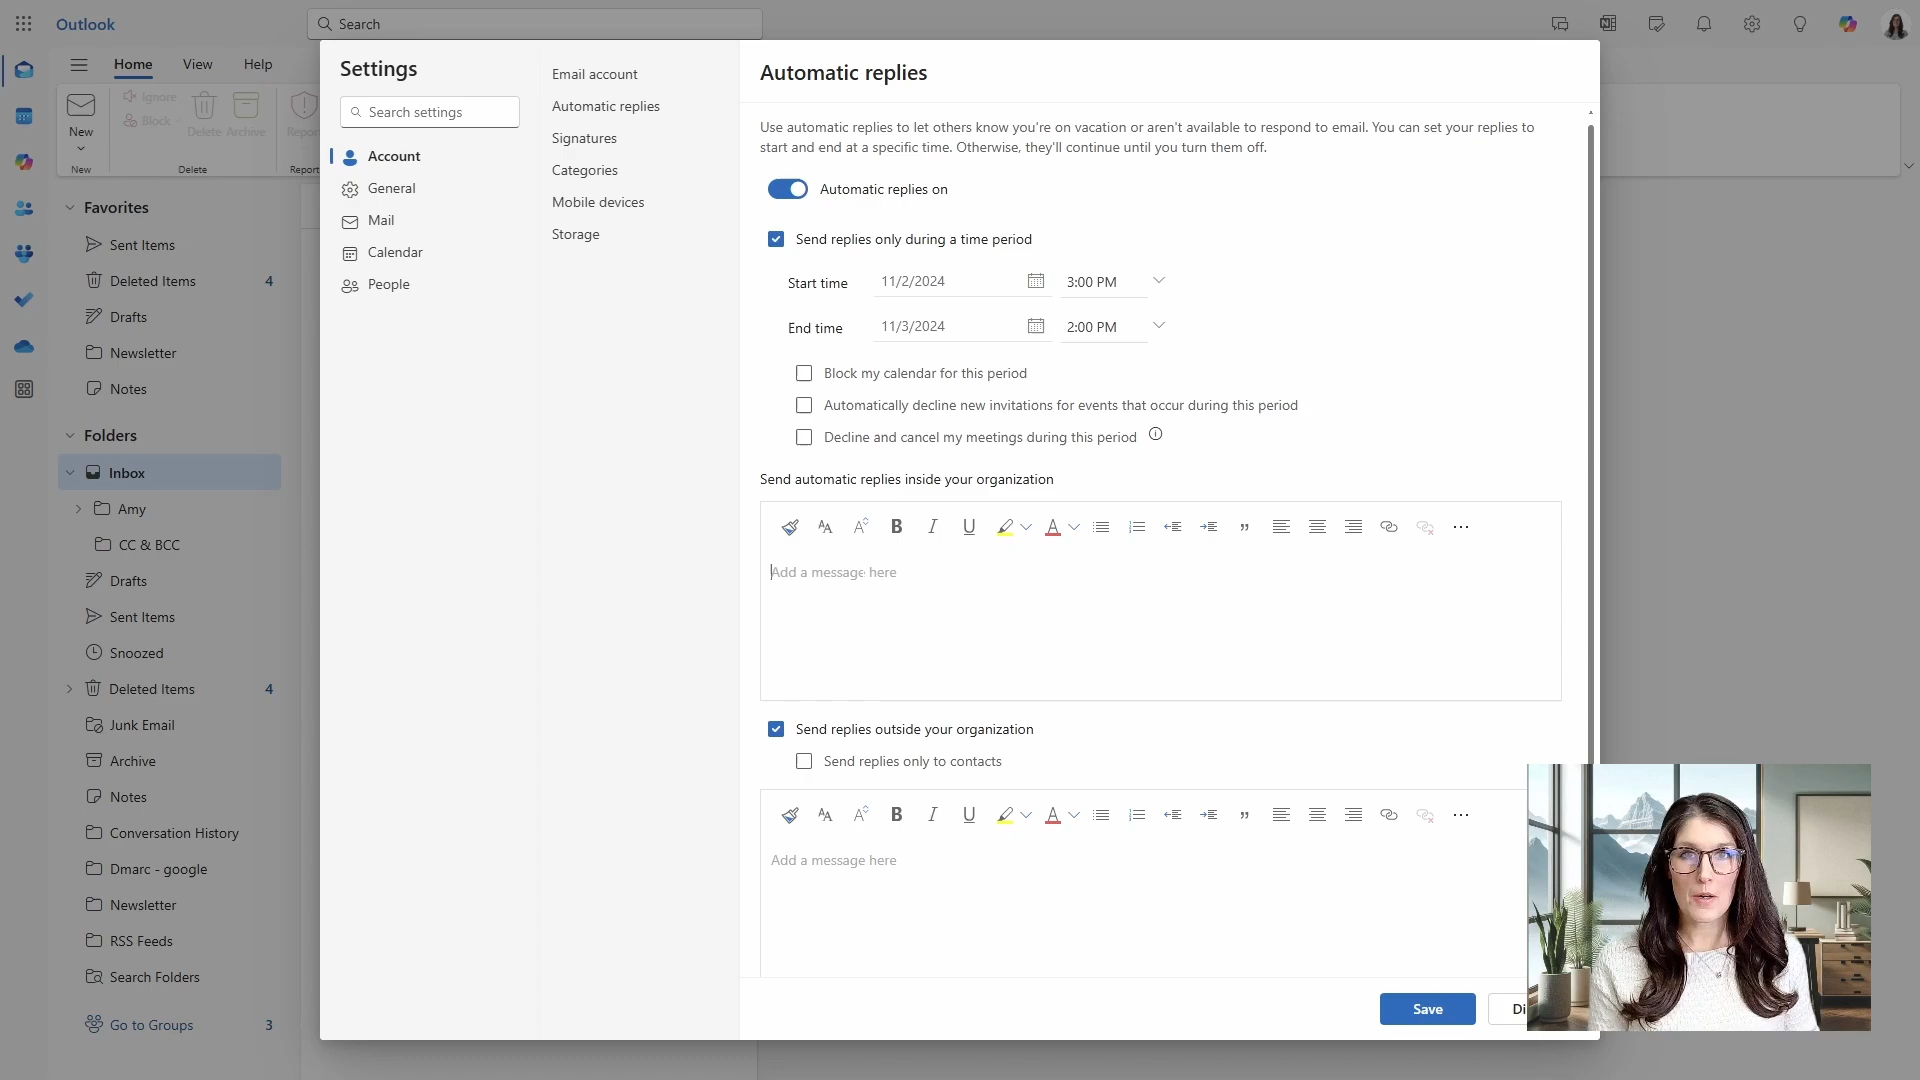 Outlook
Search
Home
View
Help
New
New
Ignore
Block
Delete
Archive
Report
Delete
Report
Favorites
Sent Items
Deleted Items 4
Drafts
Newsletter
Notes
Folders
Inbox
Amy
CC & BCC
Drafts
Sent Items
Snoozed
Deleted Items 4
Junk Email
Archive
Notes
Conversation History
Dmarc - google
Newsletter
RSS Feeds
Search Folders
Go to Groups 3
Settings
Search settings
Account
General
Mail
Calendar
People
Email account
Automatic replies
Signatures
Categories
Mobile devices
Storage
Automatic replies
Use automatic replies to let others know you're on vacation or aren't available to respond to email. You can set your replies to
start and end at a specific time. Otherwise, they'll continue until you turn them off.
Automatic replies on
Send replies only during a time period
Start time 11/2/2024 3:00 PM
End time 11/3/2024 2:00 PM
Block my calendar for this period
Automatically decline new invitations for events that occur during this period
Decline and cancel my meetings during this period
Send automatic replies inside your organization
Add a message here
Send replies outside your organization
Send replies only to contacts
Add a message here
Save
Di